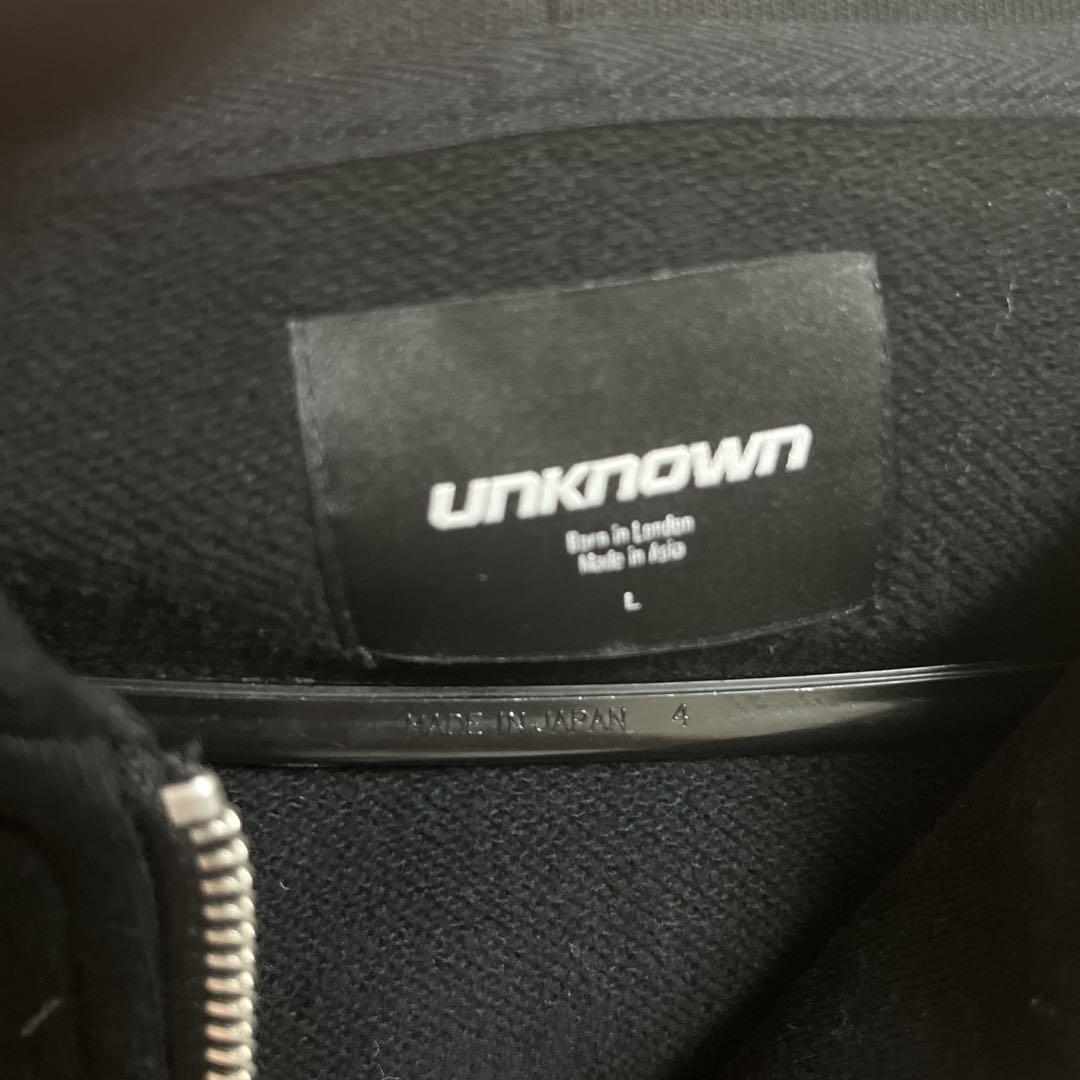 unknown
Born in London
Made in Asia
L
MADE IN JAPAN 4